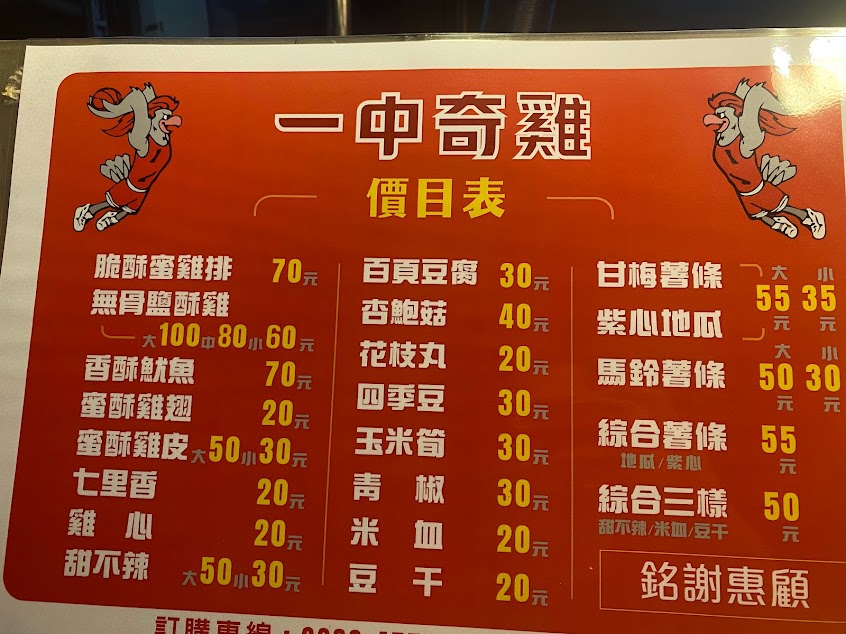 一中奇雞
價目表
脆酥蜜雞排 70元
無骨鹽酥雞
大100中80小60元
香酥魷魚 70元
蜜酥雞翅 20元
蜜酥雞皮大50小30元
七里香 20元
雞心 20元
甜不辣 大50小30元
百頁豆腐 30元
杏鮑菇 40元
花枝丸 20元
四季豆 30元
玉米筍 30元
青椒 30元
米血 20元
豆干 20元
大 小
甘梅薯條
紫心地瓜
55元 35元
大 小
馬鈴薯條 50元 30元
綜合薯條 55元
地瓜/紫心
綜合三樣 50元
甜不辣/米血/豆干
銘謝惠顧
訂購專線: